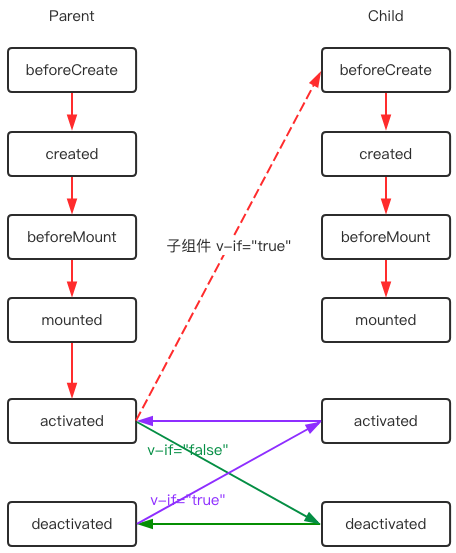 Parent
Child
beforeCreate
beforeCreate
created
created
beforeMount
beforeMount
子组件 v-if="true"
mounted
mounted
activated
activated
v-if="false"
v-if="true"
deactivated
deactivated